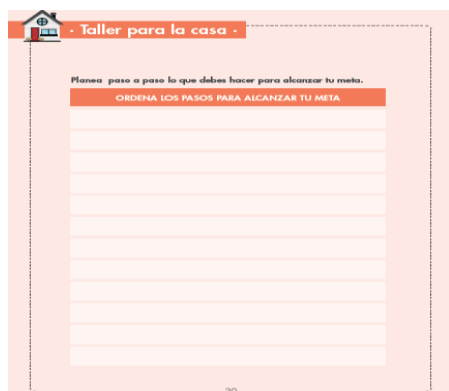 - Taller para la casa -
Planea paso a paso lo que debes hacer para alcanzar tu meta.
ORDENA LOS PASOS PARA ALCANZAR TU META